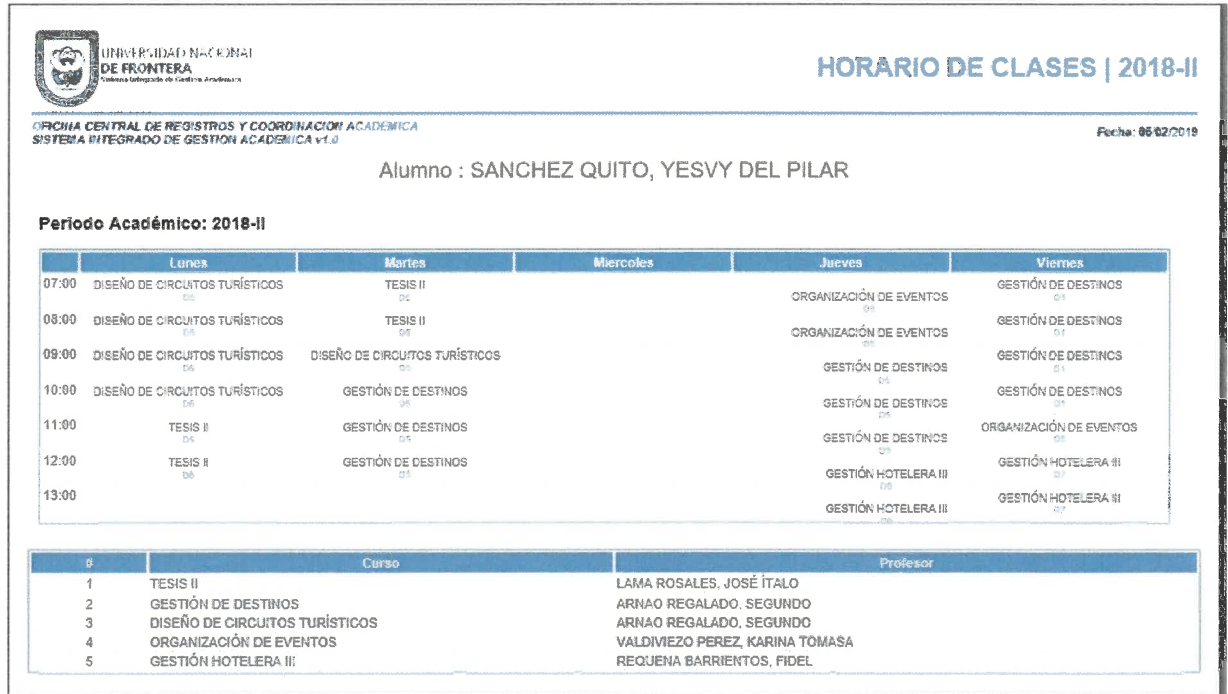 UNIVERSIDAD NACIONAL
DE FRONTERA
Sistema Integrado de Gestion Academica
HORARIO DE CLASES | 2018-II
OFICINA CENTRAL DE REGISTROS Y COORDINACION ACADEMICA
SISTEMA INTEGRADO DE GESTION ACADEMICA v1.0
Fecha: 06/02/2019
Alumno : SANCHEZ QUITO, YESVY DEL PILAR
Periodo Académico: 2018-II
Lunes Martes Miercoles Jueves Viernes
07:00 DISEÑO DE CIRCUITOS TURÍSTICOS TESIS II ORGANIZACIÓN DE EVENTOS GESTIÓN DE DESTINOS
08:00 DISEÑO DE CIRCUITOS TURÍSTICOS TESIS II ORGANIZACIÓN DE EVENTOS GESTIÓN DE DESTINOS
09:00 DISEÑO DE CIRCUITOS TURÍSTICOS DISEÑO DE CIRCUITOS TURÍSTICOS GESTIÓN DE DESTINOS GESTIÓN DE DESTINOS
10:00 DISEÑO DE CIRCUITOS TURÍSTICOS GESTIÓN DE DESTINOS GESTIÓN DE DESTINOS GESTIÓN DE DESTINOS
11:00 TESIS II GESTIÓN DE DESTINOS GESTIÓN DE DESTINOS ORGANIZACIÓN DE EVENTOS
12:00 TESIS II GESTIÓN DE DESTINOS GESTIÓN HOTELERA III GESTIÓN HOTELERA III
13:00 GESTIÓN HOTELERA III GESTIÓN HOTELERA III
# Curso Profesor
1 TESIS II LAMA ROSALES, JOSÉ ÍTALO
2 GESTIÓN DE DESTINOS ARNAO REGALADO, SEGUNDO
3 DISEÑO DE CIRCUITOS TURÍSTICOS ARNAO REGALADO, SEGUNDO
4 ORGANIZACIÓN DE EVENTOS VALDIVIEZO PEREZ, KARINA TOMASA
5 GESTIÓN HOTELERA III REQUENA BARRIENTOS, FIDEL